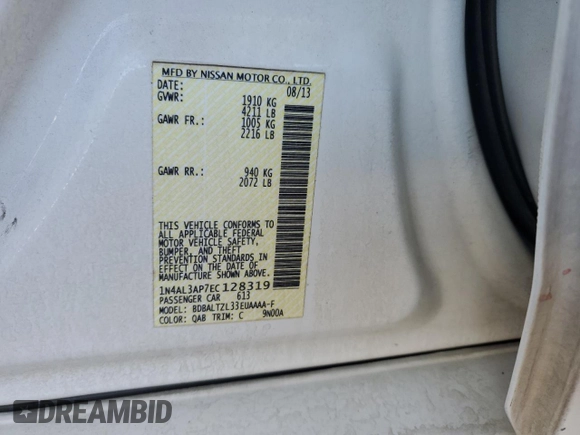 MFD BY NISSAN MOTOR CO., LTD.
DATE: 08/13
GVWR: 1910 KG
4211 LB
GAWR FR.: 1005 KG
2216 LB
GAWR RR.: 940 KG
2072 LB
THIS VEHICLE CONFORMS TO
ALL APPLICABLE FEDERAL
MOTOR VEHICLE SAFETY,
BUMPER, AND THEFT
PREVENTION STANDARDS IN
EFFECT ON THE DATE OF
MANUFACTURE SHOWN ABOVE.
1N4AL3AP7EC128319
PASSENGER CAR 613
MODEL: BDBALTZL33EUAAAA-F
COLOR: QAB TRIM: C 9N00A
DREAMBID